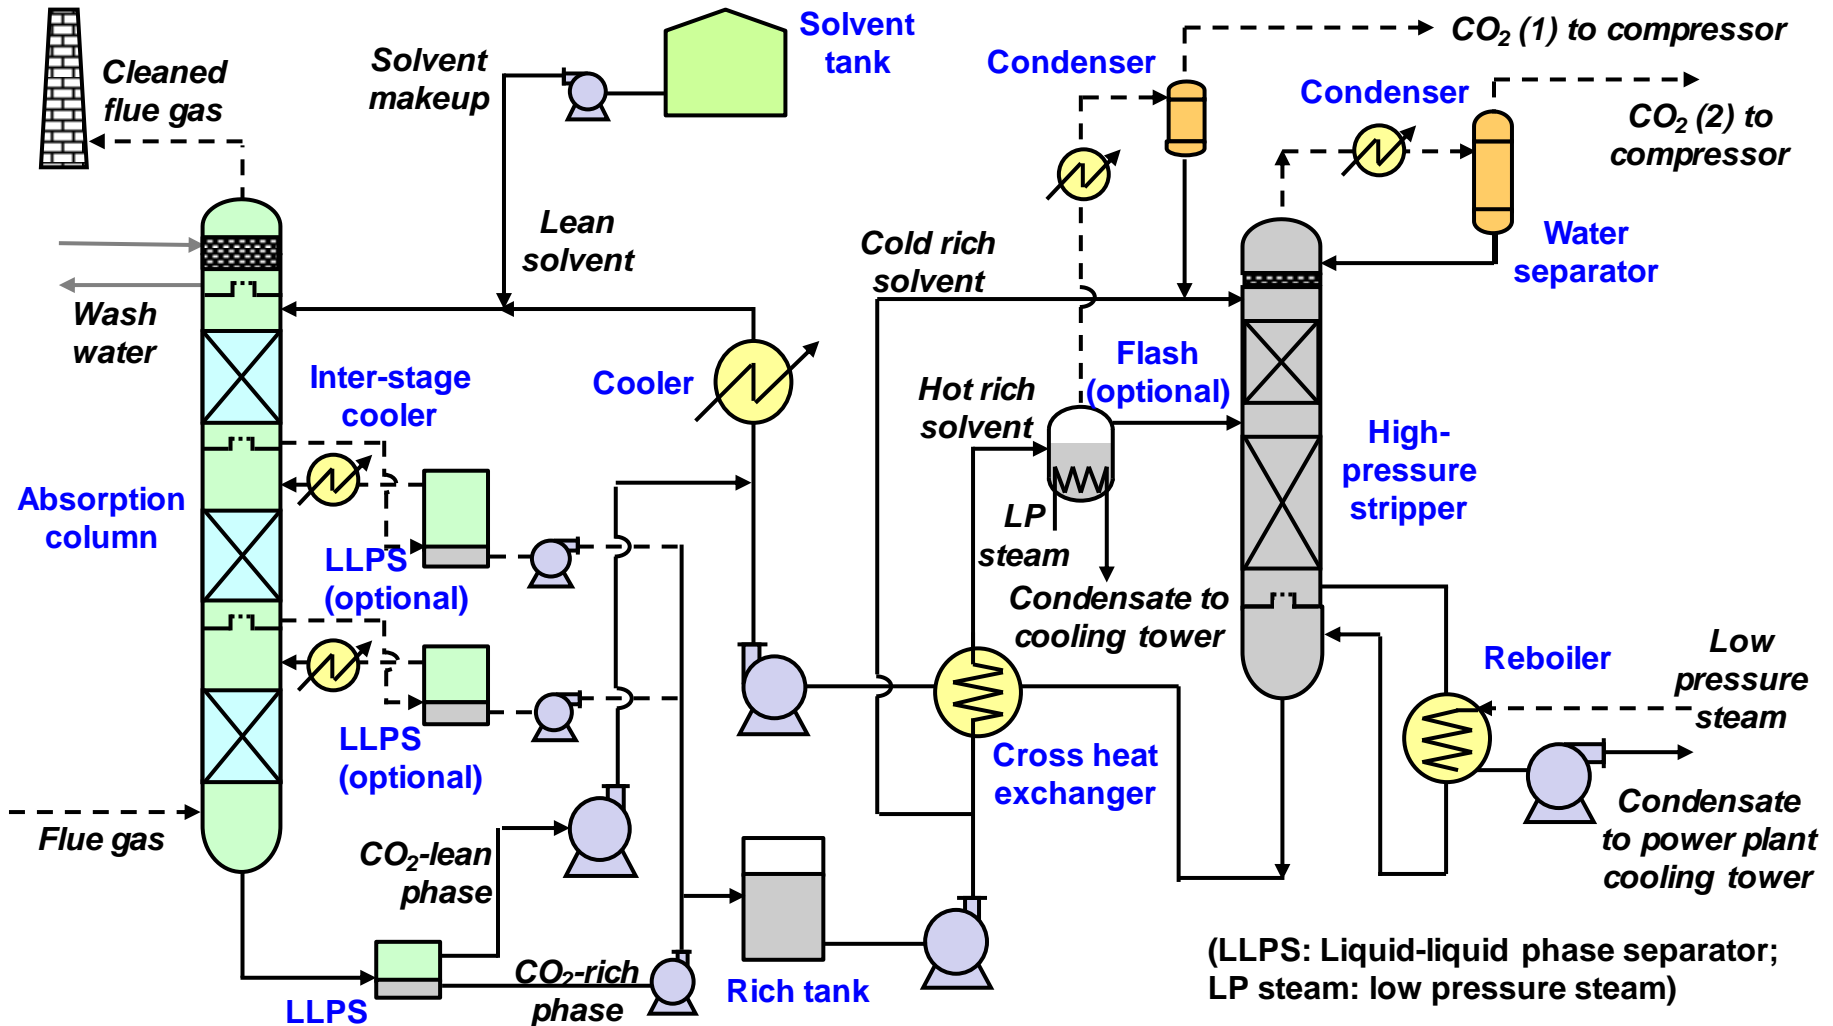 Cleaned
flue gas
Solvent
makeup
Solvent
tank
Condenser
CO₂ (1) to compressor
Condenser
CO₂ (2) to
compressor
Wash
water
Lean
solvent
Cold rich
solvent
Water
separator
Inter-stage
cooler
Cooler
Hot rich
solvent
Flash
(optional)
High-
pressure
stripper
Absorption
column
LLPS
(optional)
LP
steam
Condensate to
cooling tower
LLPS
(optional)
Cross heat
exchanger
Reboiler
Low
pressure
steam
Flue gas
CO₂-lean
phase
Condensate
to power plant
cooling tower
CO₂-rich
phase
LLPS
Rich tank
(LLPS: Liquid-liquid phase separator;
LP steam: low pressure steam)